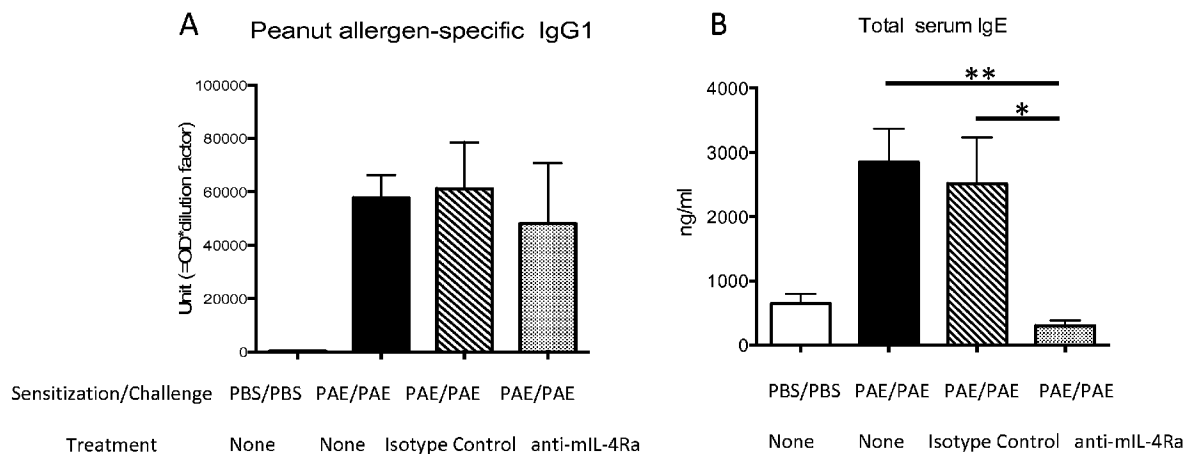 A
Peanut allergen-specific IgG1
Unit (=OD*dilution factor)
100000
80000
60000
40000
20000
0
B
Total serum IgE
ng/ml
4000
3000
2000
1000
0
**
*
Sensitization/Challenge PBS/PBS PAE/PAE PAE/PAE PAE/PAE
Treatment None None Isotype Control anti-mIL-4Ra
PBS/PBS PAE/PAE PAE/PAE PAE/PAE
None None Isotype Control anti-mIL-4Ra